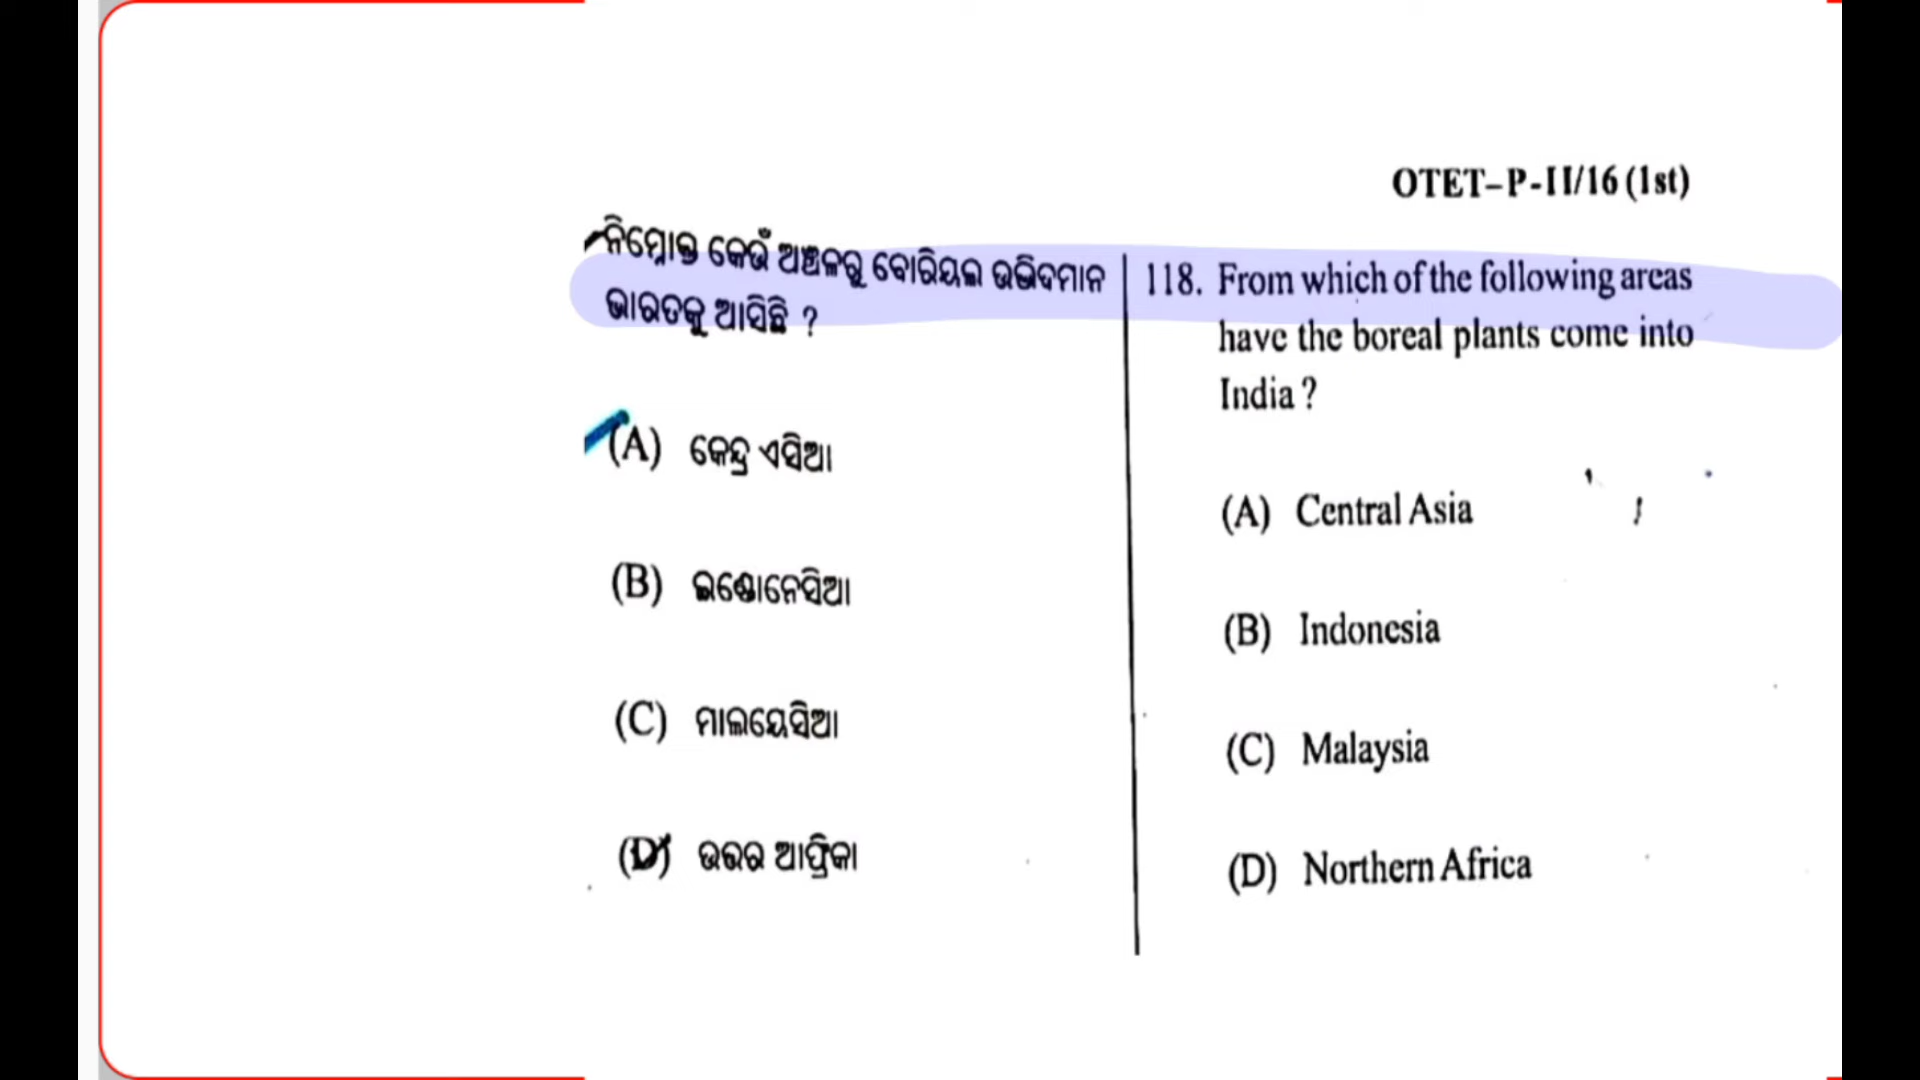 OTET–P-II/16 (1st)
ନିମ୍ନୋକ୍ତ କେଉଁ ଅଞ୍ଚଳରୁ ବୋରିୟଲ ଉଦ୍ଭିଦମାନ
ଭାରତକୁ ଆସିଛି ?
(A) କେନ୍ଦ୍ର ଏସିଆ
(B) ଇଣ୍ଡୋନେସିଆ
(C) ମାଲୟେସିଆ
(D) ଉତ୍ତର ଆଫ୍ରିକା
118. From which of the following areas
have the boreal plants come into
India ?
(A) Central Asia
(B) Indonesia
(C) Malaysia
(D) Northern Africa